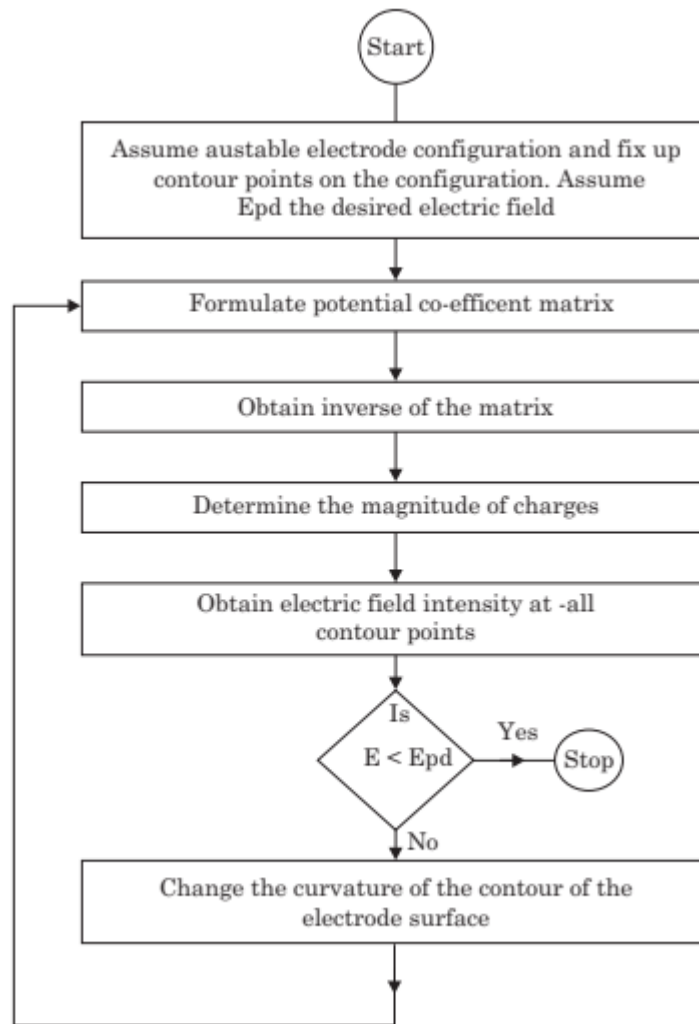 Start
Assume austable electrode configuration and fix up
contour points on the configuration. Assume
Epd the desired electric field
Formulate potential co-efficent matrix
Obtain inverse of the matrix
Determine the magnitude of charges
Obtain electric field intensity at -all
contour points
Is
E < Epd
Yes
Stop
No
Change the curvature of the contour of the
electrode surface